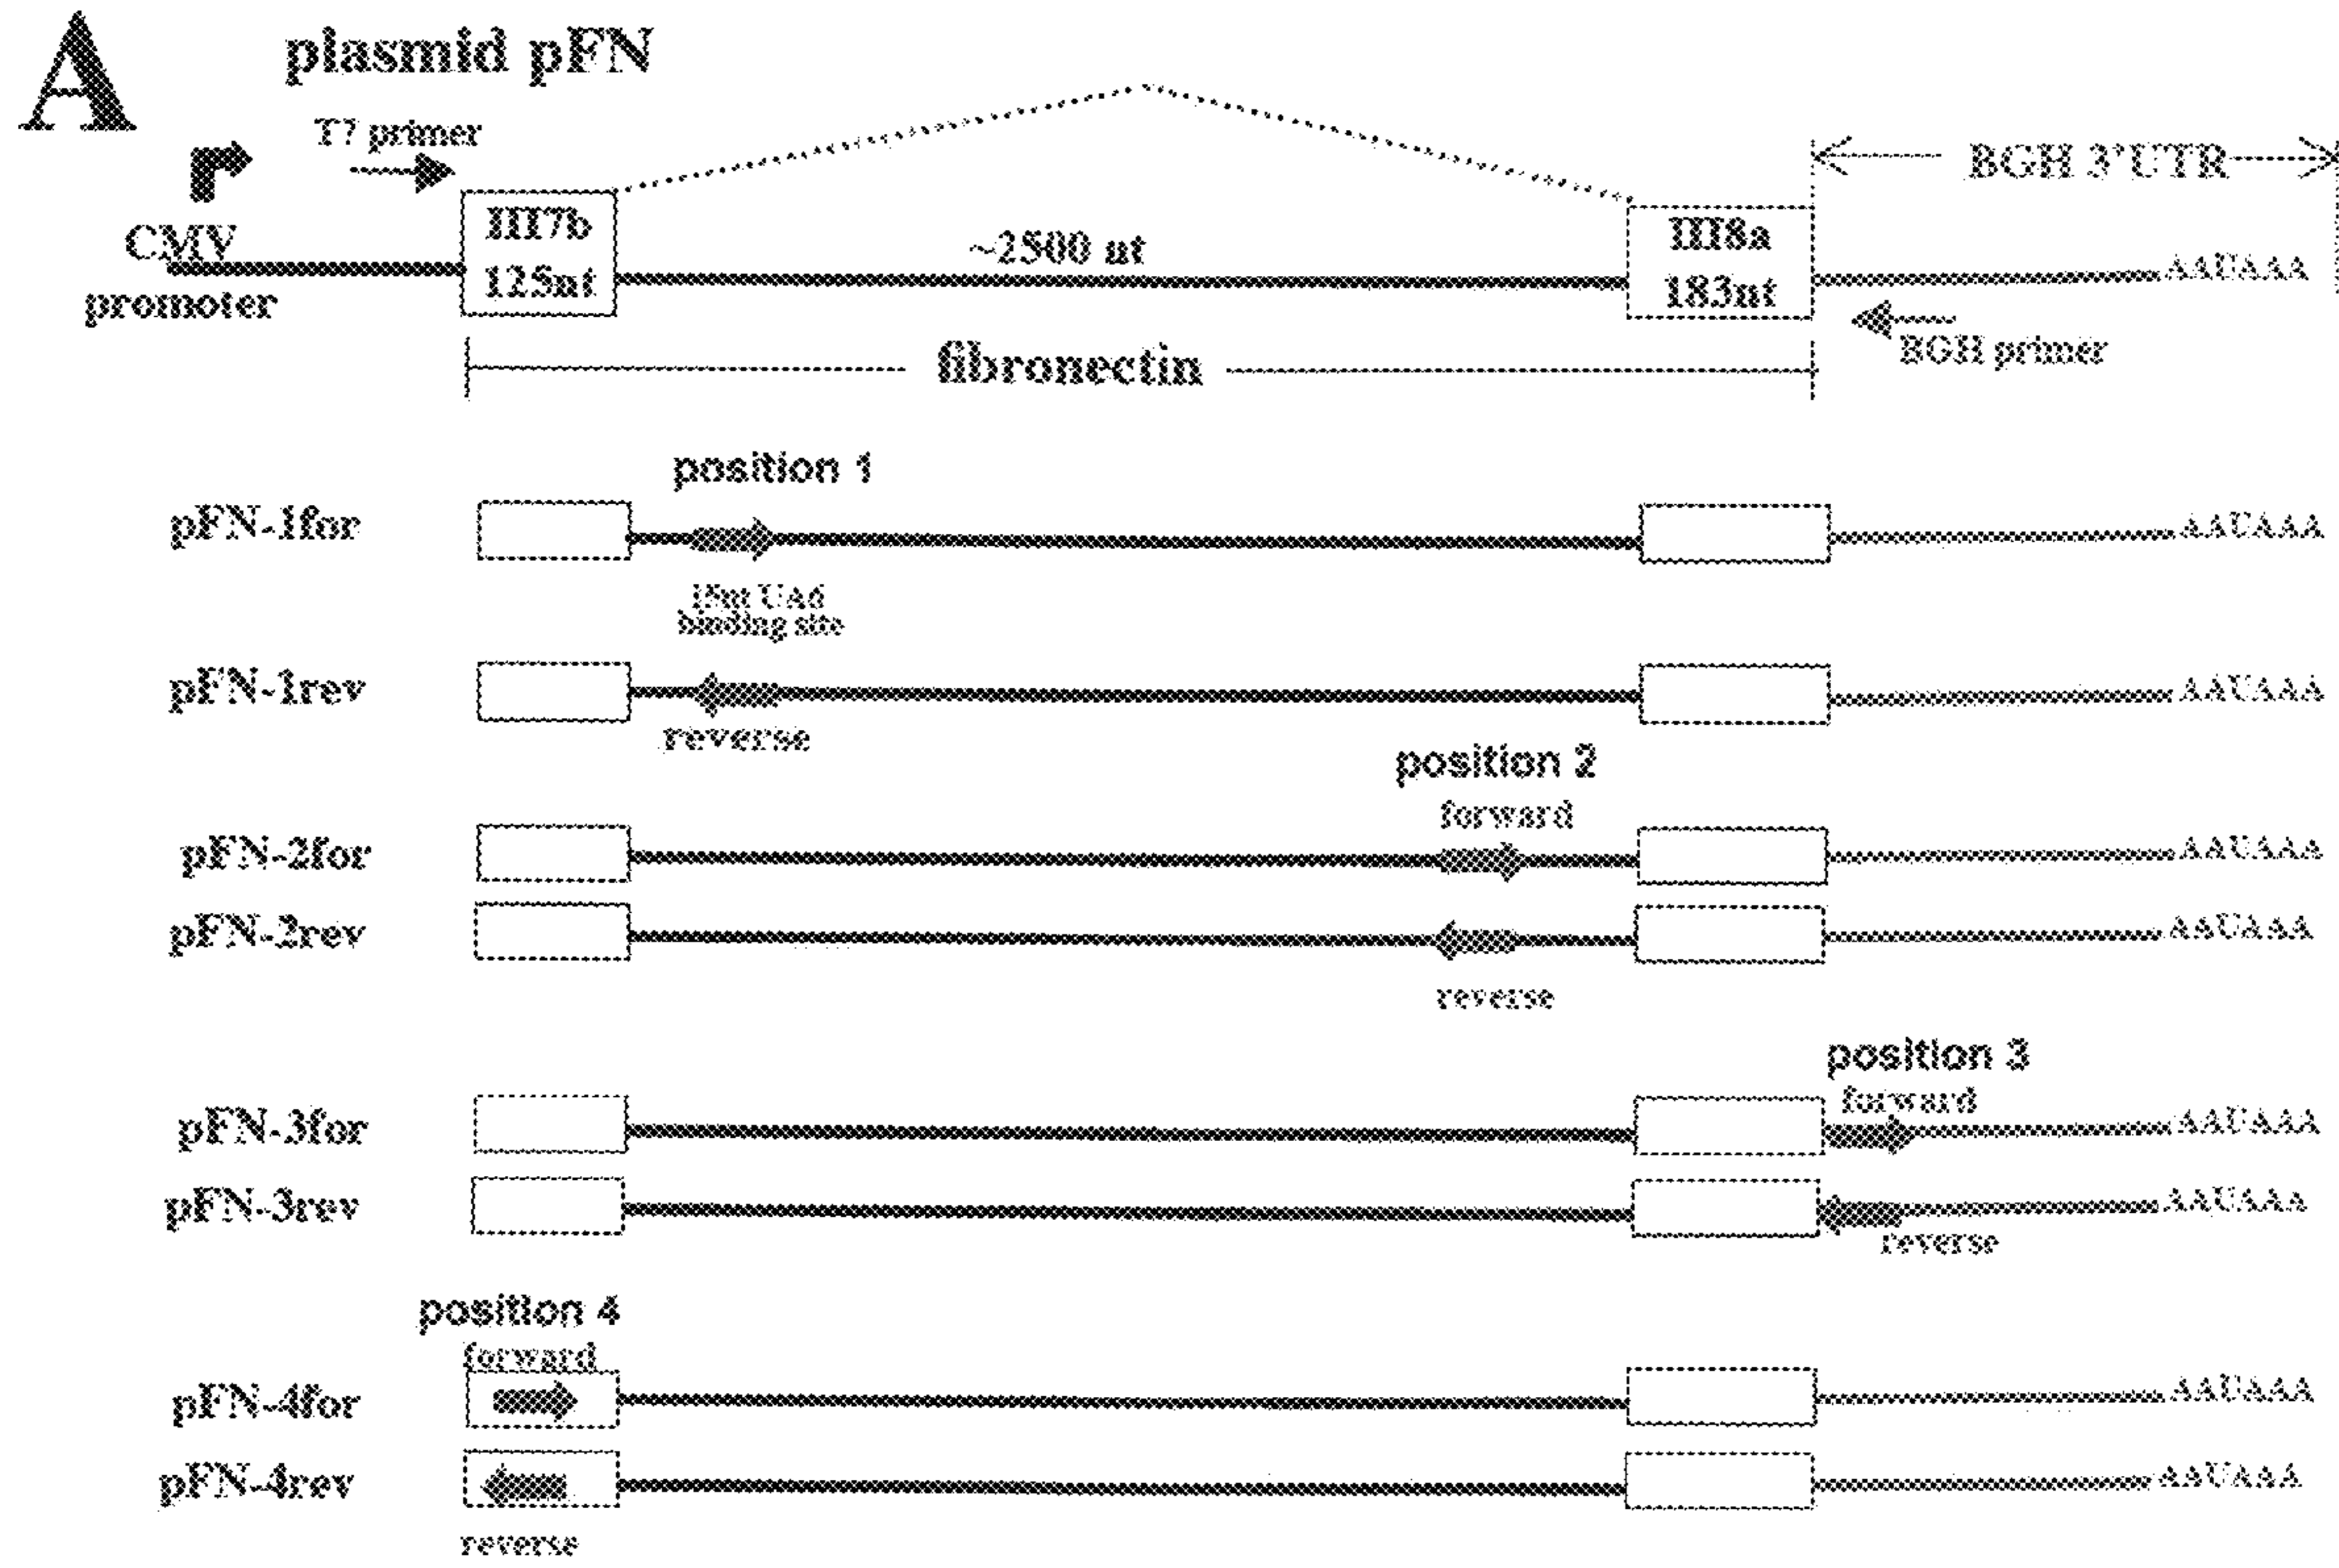 A
plasmid pFN
T7 primer
CMV
promoter
III7b
125nt
~2500 nt
III8a
183nt
BGH 3'UTR
AAUAAA
BGH primer
fibronectin
position 1
pFN-1for
AAUAAA
15nt UAd
binding site
pFN-1rev
AAUAAA
reverse
position 2
forward
pFN-2for
AAUAAA
pFN-2rev
AAUAAA
reverse
position 3
forward
pFN-3for
AAUAAA
pFN-3rev
AAUAAA
reverse
position 4
forward
pFN-4for
AAUAAA
pFN-4rev
AAUAAA
reverse